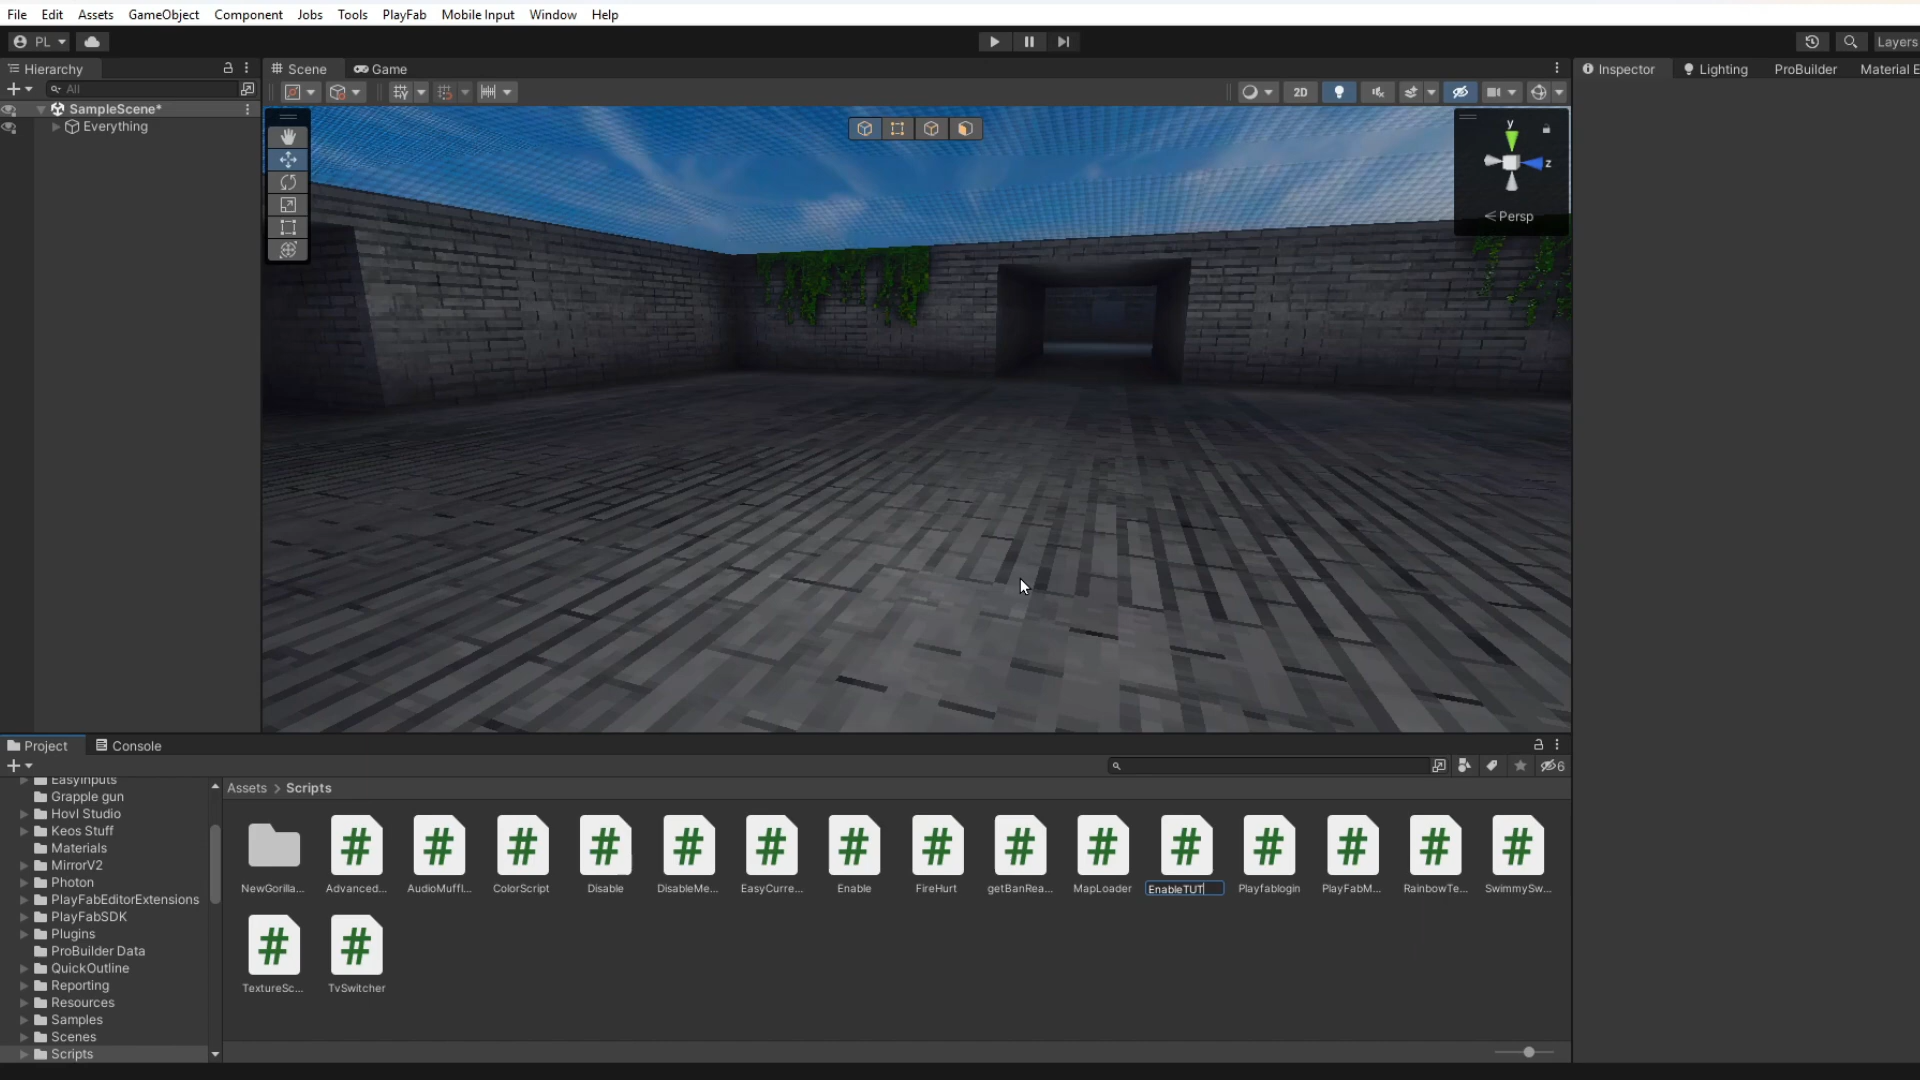 File Edit Assets GameObject Component Jobs Tools PlayFab Mobile Input Window Help
PL
Layers
Hierarchy
Scene
Game
Inspector
Lighting
ProBuilder
Material E
All
2D
SampleScene*
Everything
y
z
Persp
Project
Console
6
EasyInputs
Grapple gun
Hovl Studio
Keos Stuff
Materials
MirrorV2
Photon
PlayFabEditorExtensions
PlayFabSDK
Plugins
ProBuilder Data
QuickOutline
Reporting
Resources
Samples
Scenes
Scripts
Assets > Scripts
NewGorilla...
Advanced...
AudioMuffl...
ColorScript
Disable
DisableMe...
EasyCurre...
Enable
FireHurt
getBanRea...
MapLoader
EnableTUT
Playfablogin
PlayFabM...
RainbowTe...
SwimmySw...
TextureSc...
TvSwitcher